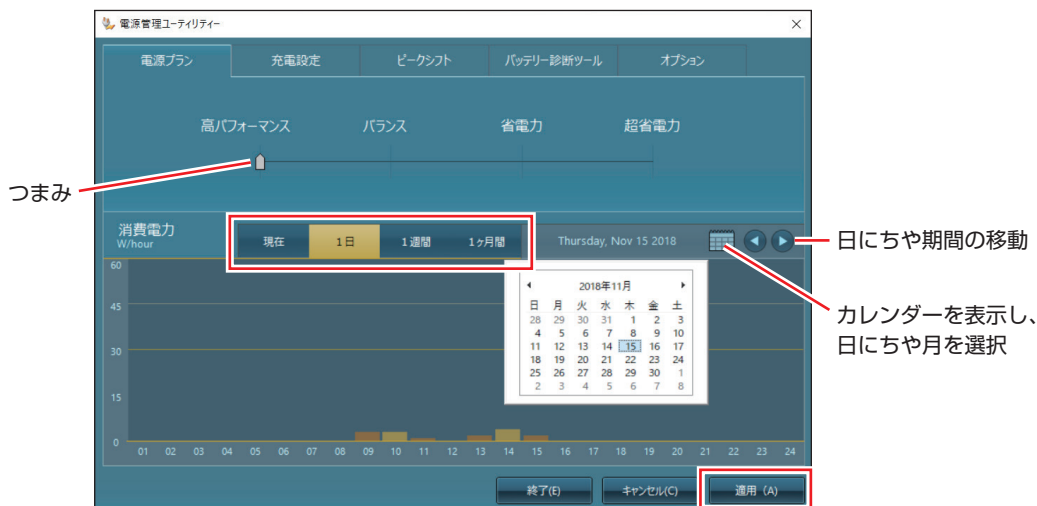 電源管理ユーティリティー
電源プラン 充電設定 ピークシフト バッテリー診断ツール オプション
高パフォーマンス バランス 省電力 超省電力
つまみ
消費電力
W/hour
現在 1日 1週間 1ヶ月間 Thursday, Nov 15 2018
日にちや期間の移動
カレンダーを表示し、
日にちや月を選択
2018年11月
日 月 火 水 木 金 土
28 29 30 31 1 2 3
4 5 6 7 8 9 10
11 12 13 14 15 16 17
18 19 20 21 22 23 24
25 26 27 28 29 30 1
2 3 4 5 6 7 8
60
45
30
15
0
01 02 03 04 05 06 07 08 09 10 11 12 13 14 15 16 17 18 19 20 21 22 23 24
終了(E) キャンセル(C) 適用（A)